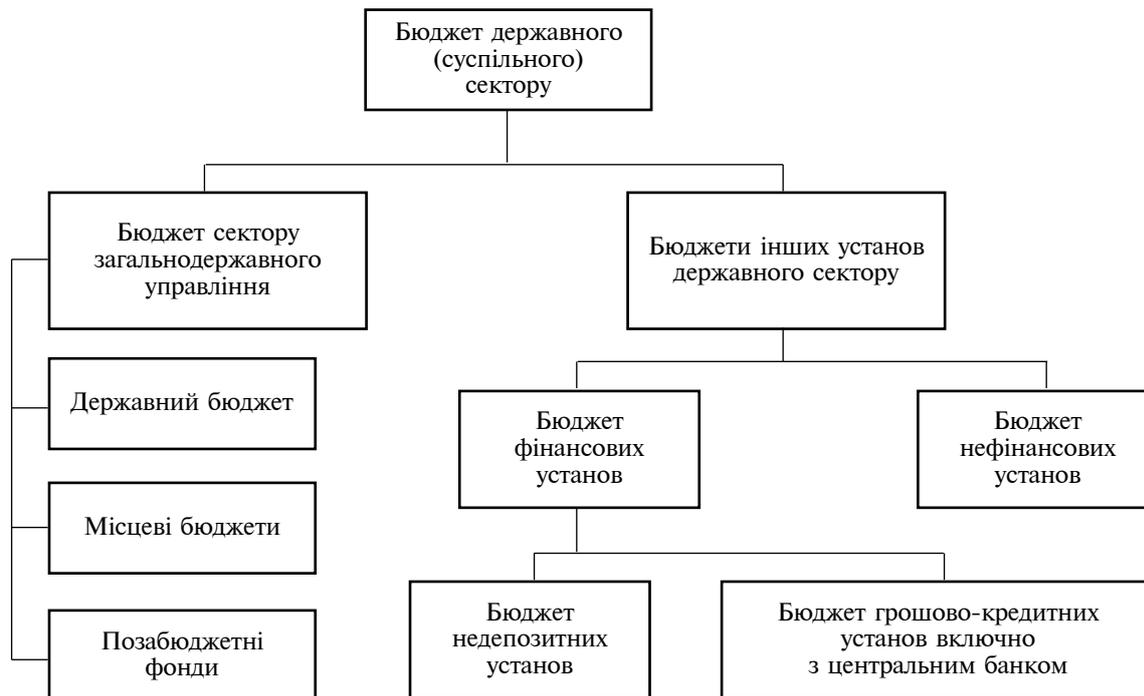 Бюджет державного
(суспільного)
сектору
Бюджет сектору
загальнодержавного
управління
Бюджети інших установ
державного сектору
Державний бюджет
Місцеві бюджети
Позабюджетні
фонди
Бюджет
фінансових
установ
Бюджет
нефінансових
установ
Бюджет
недепозитних
установ
Бюджет грошово-кредитних
установ включно
з центральним банком